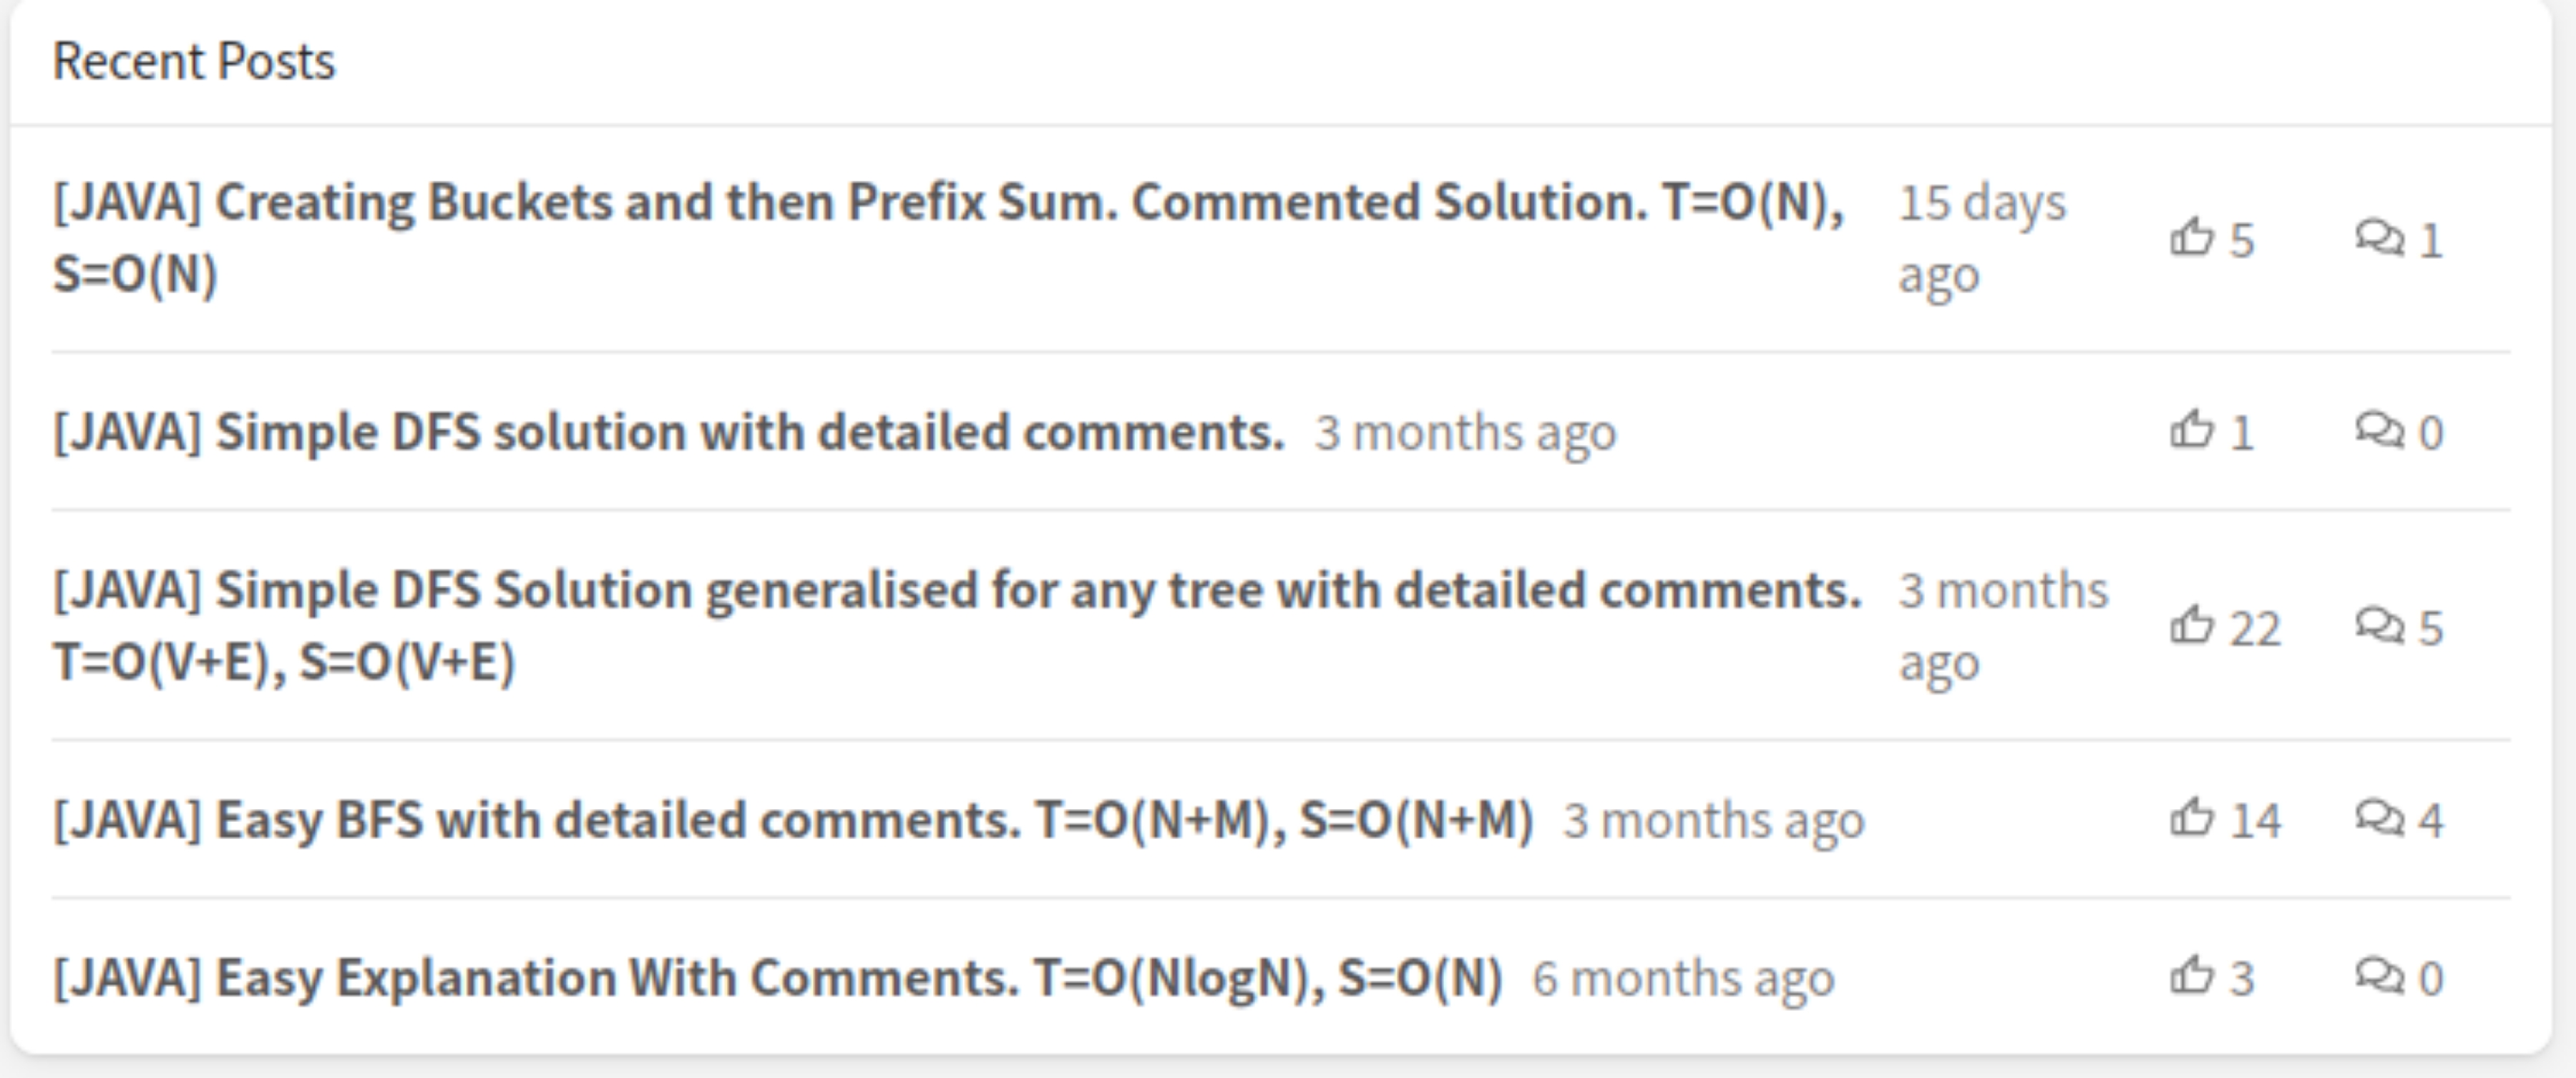 Recent Posts
[JAVA] Creating Buckets and then Prefix Sum. Commented Solution. T=O(N),
S=O(N)
15 days
ago
5
1
[JAVA] Simple DFS solution with detailed comments. 3 months ago
1
0
[JAVA] Simple DFS Solution generalised for any tree with detailed comments.
T=O(V+E), S=O(V+E)
3 months
ago
22
5
[JAVA] Easy BFS with detailed comments. T=O(N+M), S=O(N+M) 3 months ago
14
4
[JAVA] Easy Explanation With Comments. T=O(NlogN), S=O(N) 6 months ago
3
0